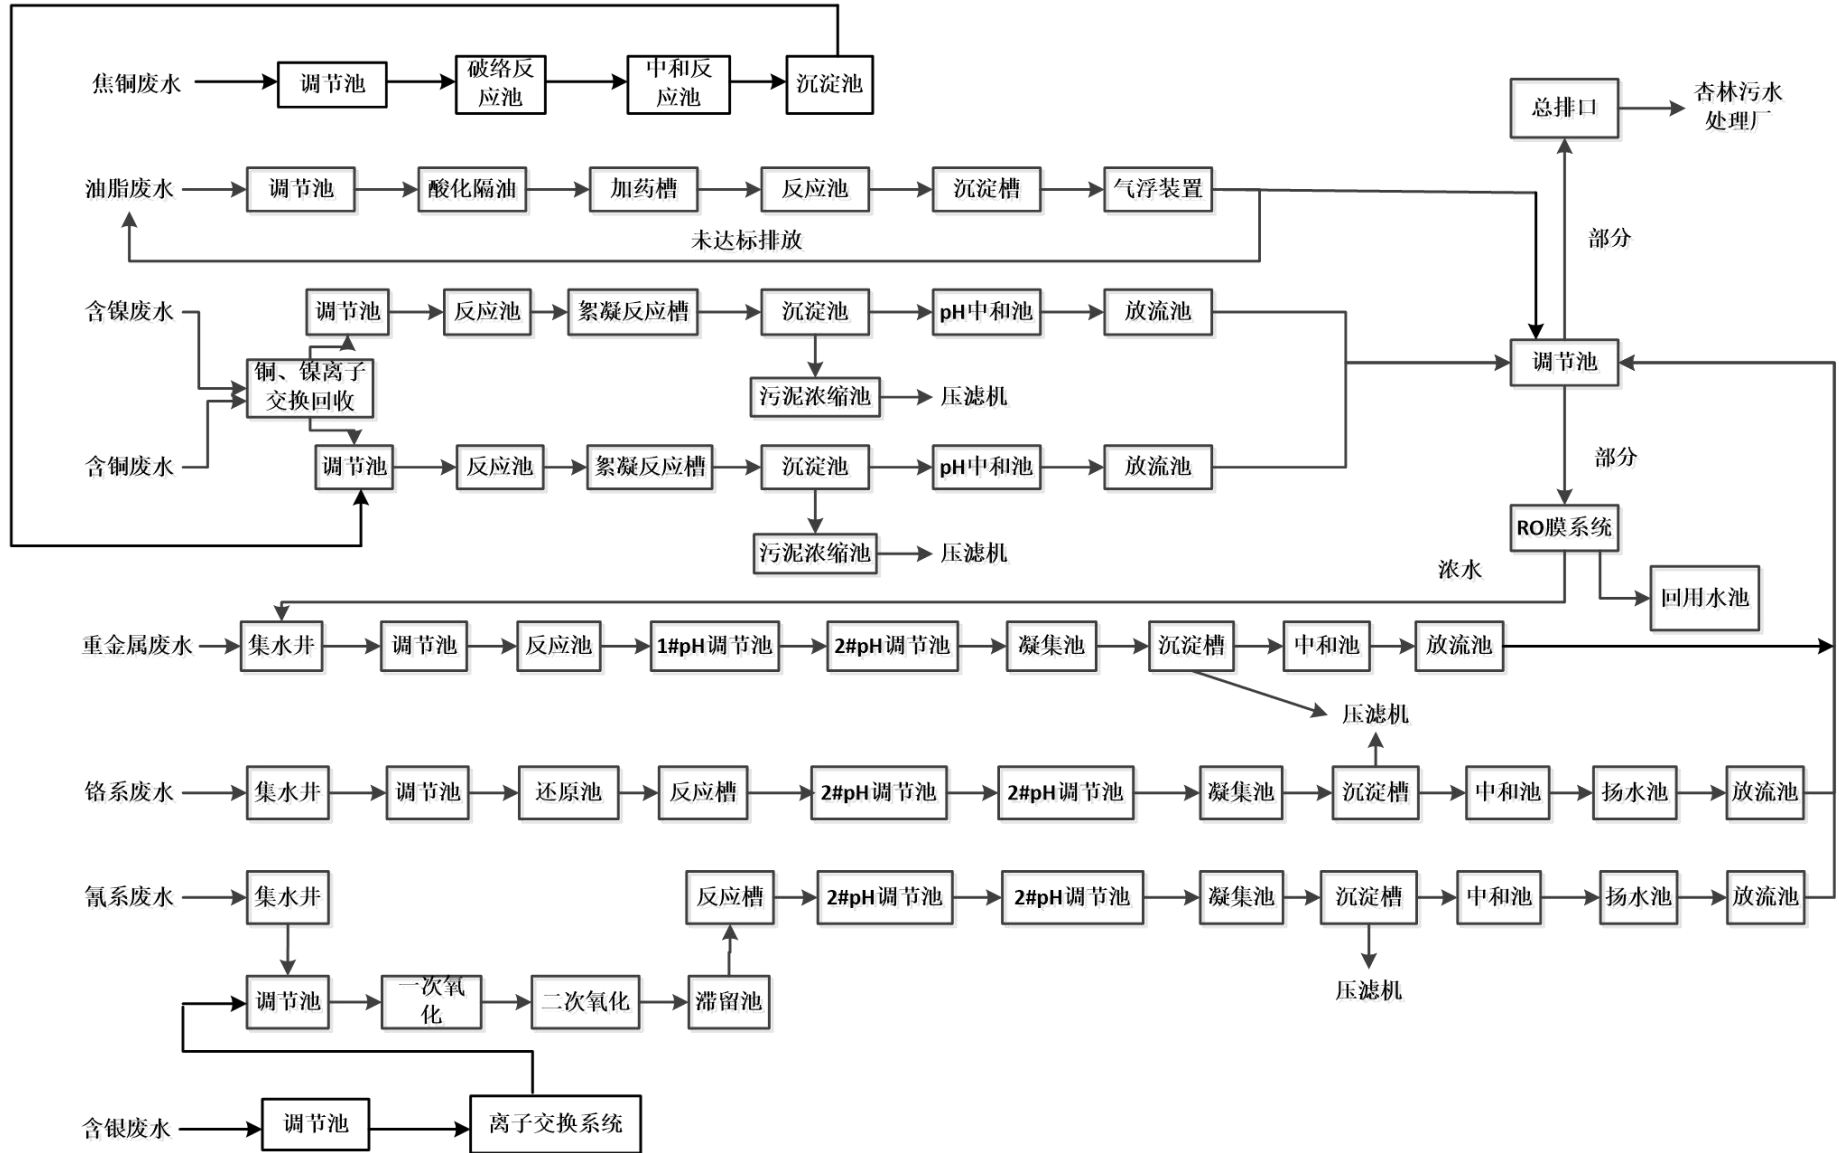 焦铜废水
调节池
破络反
应池
中和反
应池
沉淀池
总排口
杏林污水
处理厂
油脂废水
调节池
酸化隔油
加药槽
反应池
沉淀槽
气浮装置
未达标排放
部分
含镍废水
调节池
反应池
絮凝反应槽
沉淀池
pH中和池
放流池
调节池
铜、镍离子
交换回收
污泥浓缩池
压滤机
含铜废水
调节池
反应池
絮凝反应槽
沉淀池
pH中和池
放流池
部分
RO膜系统
污泥浓缩池
压滤机
浓水
回用水池
重金属废水
集水井
调节池
反应池
1#pH调节池
2#pH调节池
凝集池
沉淀槽
中和池
放流池
压滤机
铬系废水
集水井
调节池
还原池
反应槽
2#pH调节池
2#pH调节池
凝集池
沉淀槽
中和池
扬水池
放流池
氰系废水
集水井
反应槽
2#pH调节池
2#pH调节池
凝集池
沉淀槽
中和池
扬水池
放流池
调节池
一次氧
化
二次氧化
滞留池
压滤机
含银废水
调节池
离子交换系统